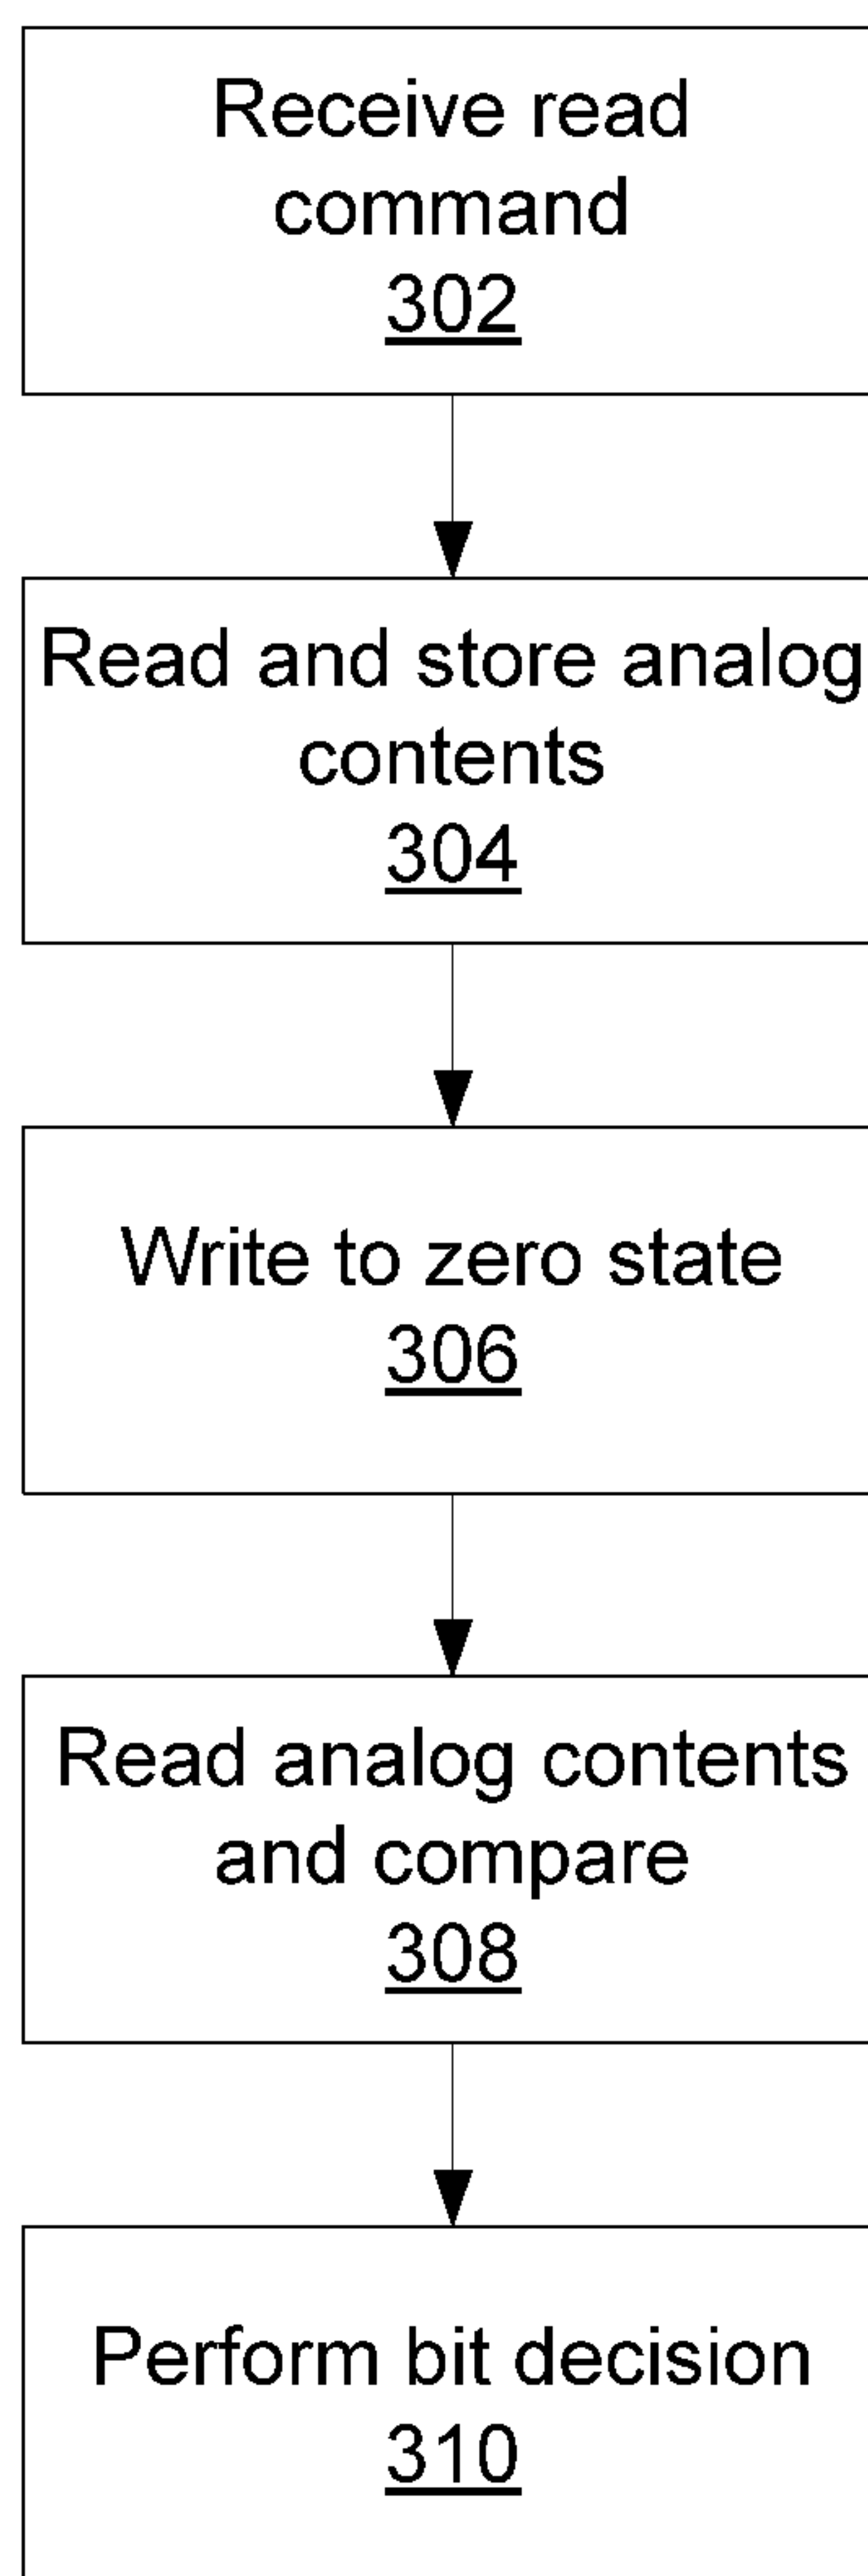 Receive read
command
302
Read and store analog
contents
304
Write to zero state
306
Read analog contents
and compare
308
Perform bit decision
310